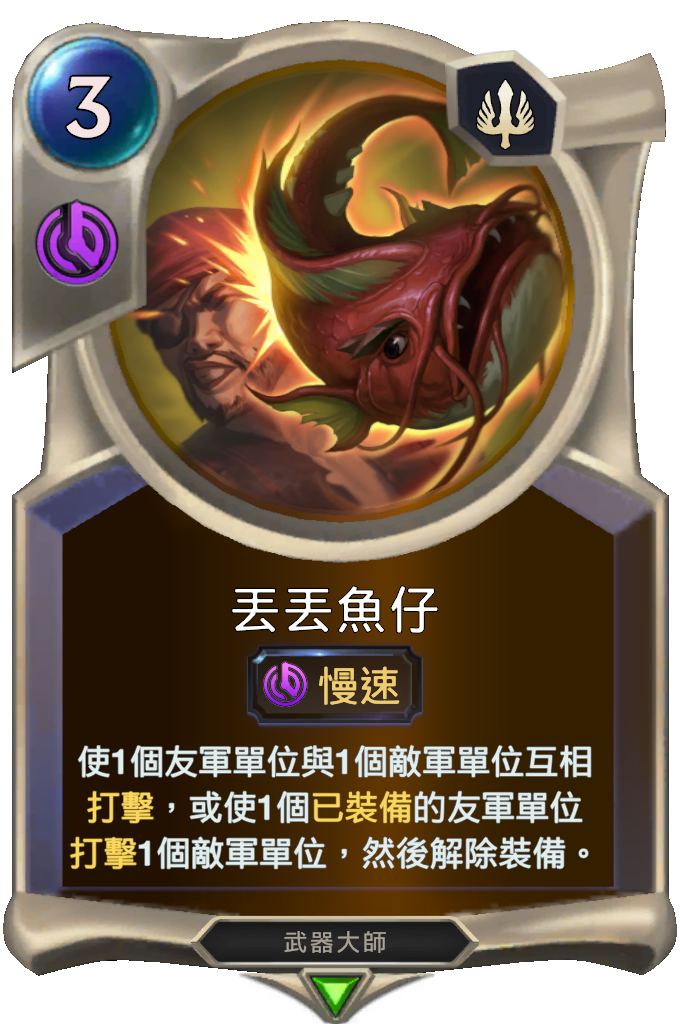 3
丟丟魚仔
慢速
使1個友軍單位與1個敵軍單位互相
打擊，或使1個已裝備的友軍單位
打擊1個敵軍單位，然後解除裝備。
武器大師